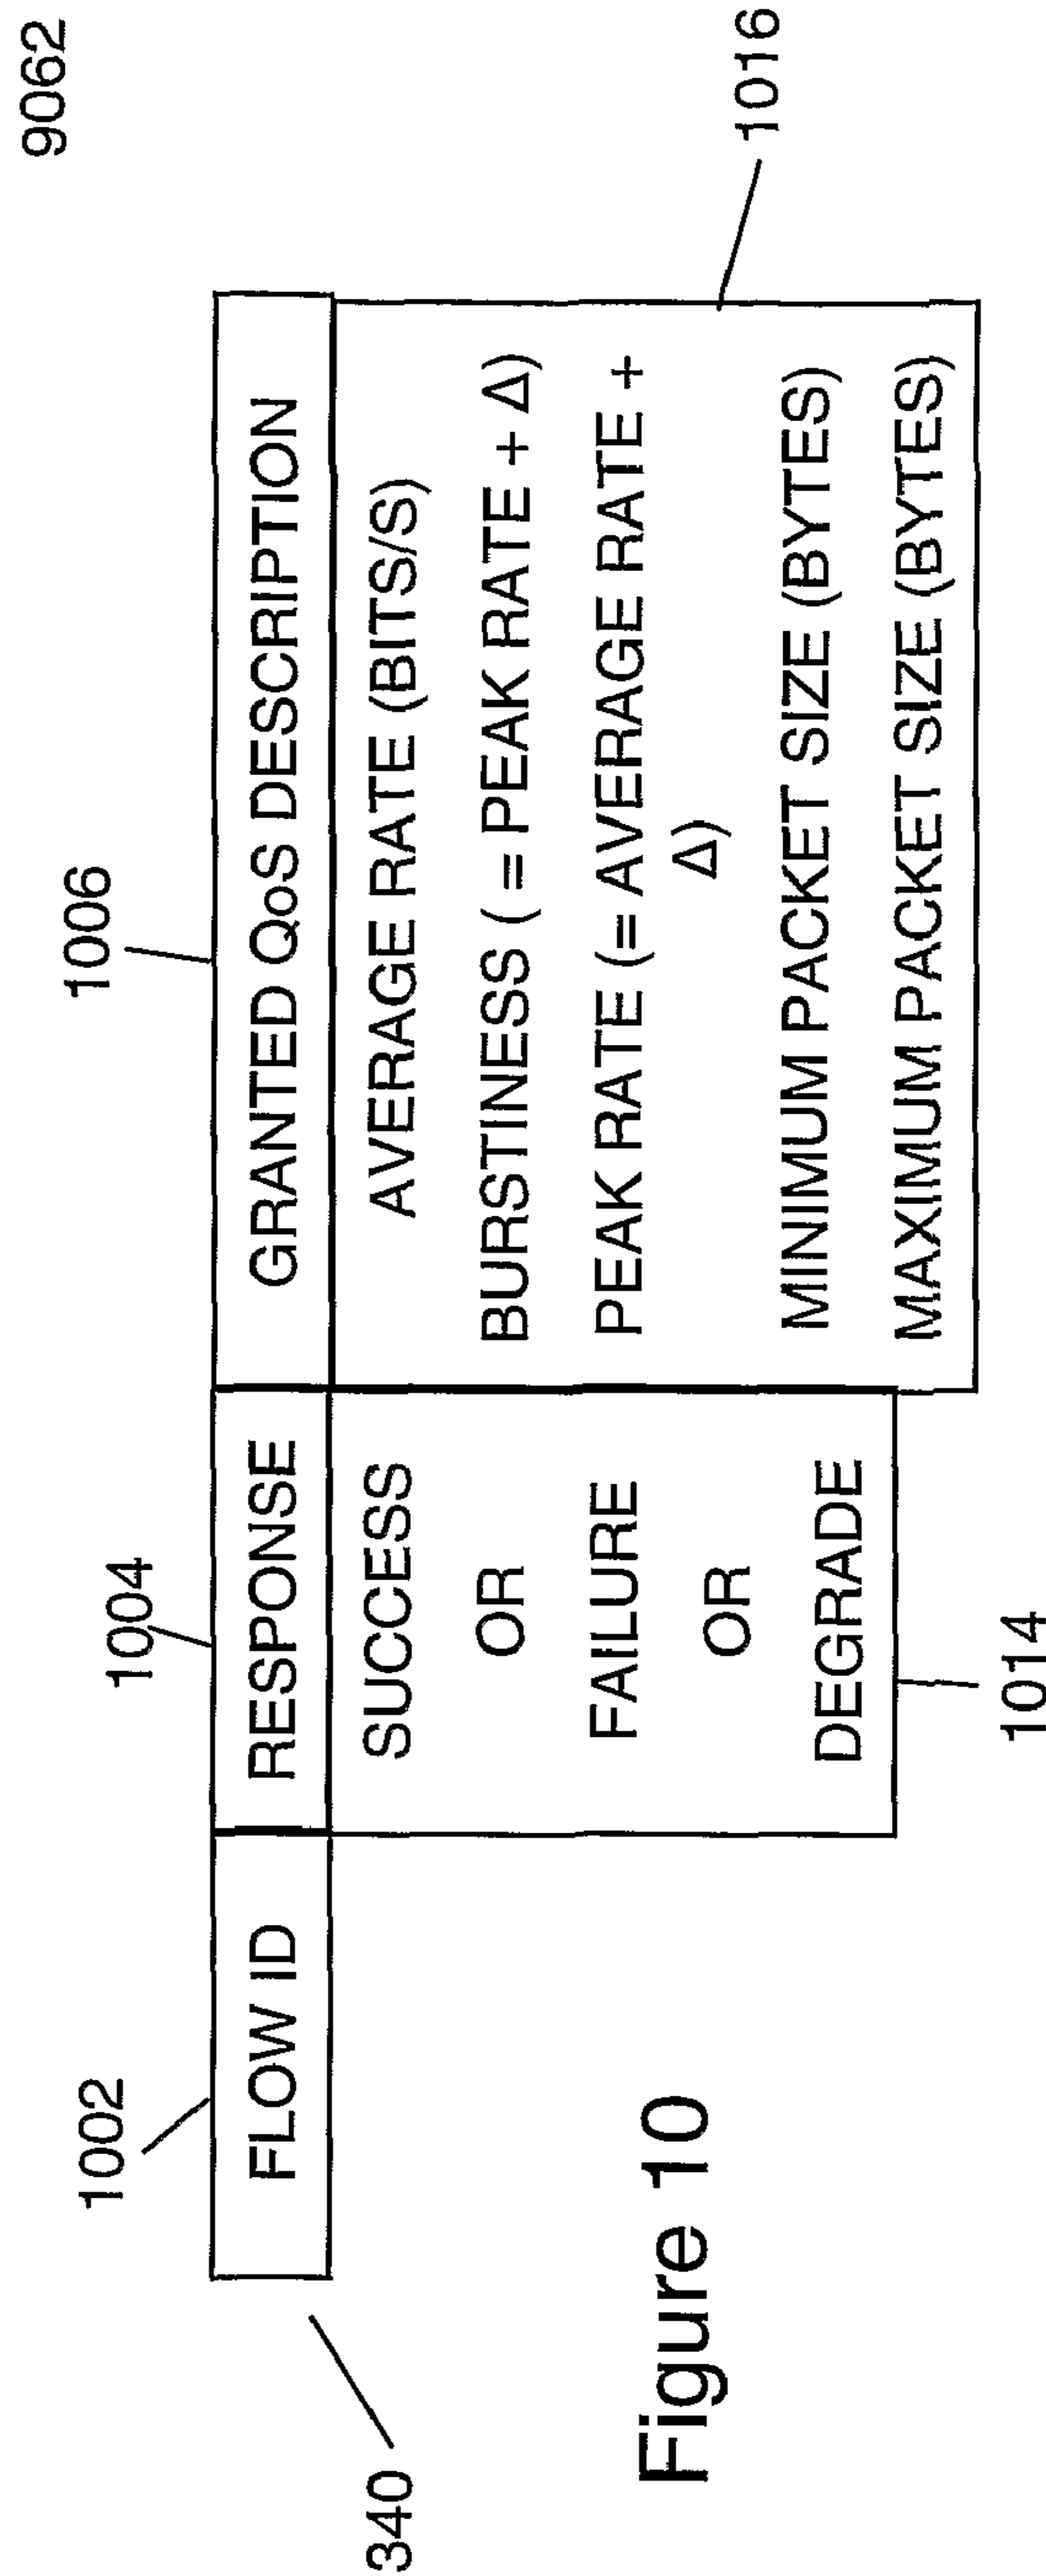 9062
1002
1004
1006
FLOW ID
RESPONSE
GRANTED QoS DESCRIPTION
340
SUCCESS
OR
FAILURE
OR
DEGRADE
1014
AVERAGE RATE (BITS/S)
BURSTINESS ( = PEAK RATE + Δ)
PEAK RATE (= AVERAGE RATE +
Δ)
MINIMUM PACKET SIZE (BYTES)
MAXIMUM PACKET SIZE (BYTES)
1016
Figure 10